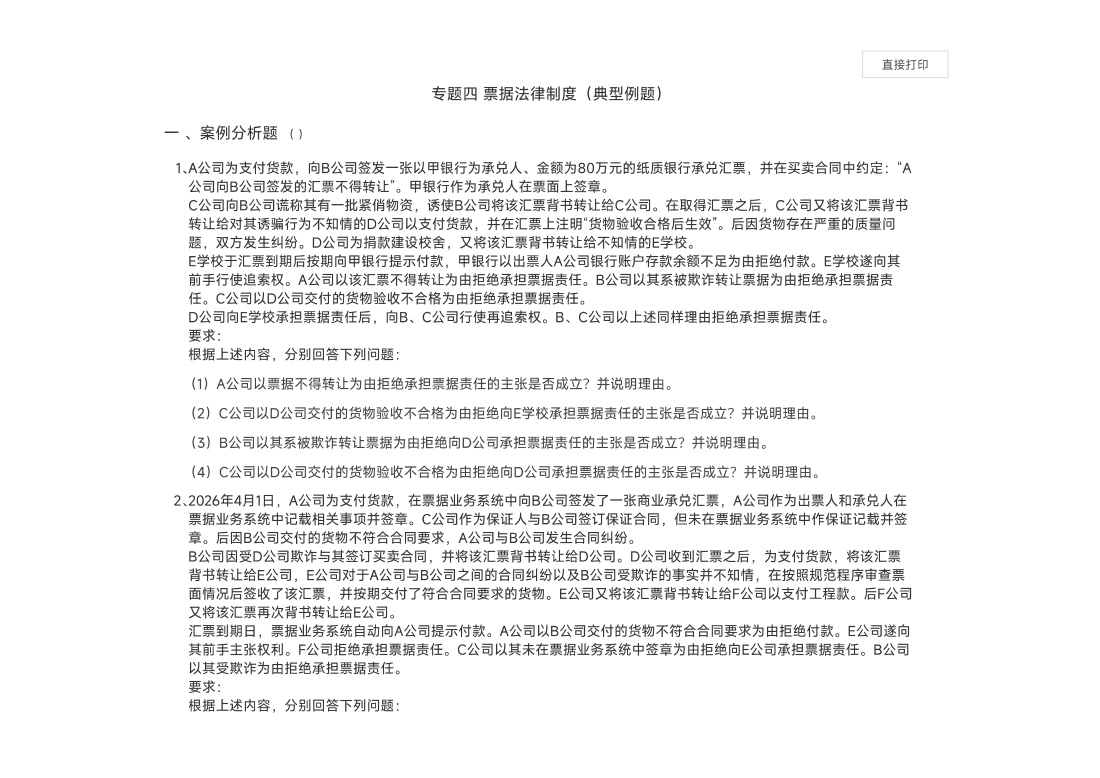 直接打印
专题四 票据法律制度（典型例题）
一 、案例分析题 （ ）
1、A公司为支付货款，向B公司签发一张以甲银行为承兑人、金额为80万元的纸质银行承兑汇票，并在买卖合同中约定：“A
公司向B公司签发的汇票不得转让”。甲银行作为承兑人在票面上签章。
C公司向B公司谎称其有一批紧俏物资，诱使B公司将该汇票背书转让给C公司。在取得汇票之后，C公司又将该汇票背书
转让给对其诱骗行为不知情的D公司以支付货款，并在汇票上注明“货物验收合格后生效”。后因货物存在严重的质量问
题，双方发生纠纷。D公司为捐款建设校舍，又将该汇票背书转让给不知情的E学校。
E学校于汇票到期后按期向甲银行提示付款，甲银行以出票人A公司银行账户存款余额不足为由拒绝付款。E学校遂向其
前手行使追索权。A公司以该汇票不得转让为由拒绝承担票据责任。B公司以其系被欺诈转让票据为由拒绝承担票据责
任。C公司以D公司交付的货物验收不合格为由拒绝承担票据责任。
D公司向E学校承担票据责任后，向B、C公司行使再追索权。B、C公司以上述同样理由拒绝承担票据责任。
要求：
根据上述内容，分别回答下列问题：
（1）A公司以票据不得转让为由拒绝承担票据责任的主张是否成立？并说明理由。
（2）C公司以D公司交付的货物验收不合格为由拒绝向E学校承担票据责任的主张是否成立？并说明理由。
（3）B公司以其系被欺诈转让票据为由拒绝向D公司承担票据责任的主张是否成立？并说明理由。
（4）C公司以D公司交付的货物验收不合格为由拒绝向D公司承担票据责任的主张是否成立？并说明理由。
2、2026年4月1日，A公司为支付货款，在票据业务系统中向B公司签发了一张商业承兑汇票，A公司作为出票人和承兑人在
票据业务系统中记载相关事项并签章。C公司作为保证人与B公司签订保证合同，但未在票据业务系统中作保证记载并签
章。后因B公司交付的货物不符合合同要求，A公司与B公司发生合同纠纷。
B公司因受D公司欺诈与其签订买卖合同，并将该汇票背书转让给D公司。D公司收到汇票之后，为支付货款，将该汇票
背书转让给E公司，E公司对于A公司与B公司之间的合同纠纷以及B公司受欺诈的事实并不知情，在按照规范程序审查票
面情况后签收了该汇票，并按期交付了符合合同要求的货物。E公司又将该汇票背书转让给F公司以支付工程款。后F公司
又将该汇票再次背书转让给E公司。
汇票到期日，票据业务系统自动向A公司提示付款。A公司以B公司交付的货物不符合合同要求为由拒绝付款。E公司遂向
其前手主张权利。F公司拒绝承担票据责任。C公司以其未在票据业务系统中签章为由拒绝向E公司承担票据责任。B公司
以其受欺诈为由拒绝承担票据责任。
要求：
根据上述内容，分别回答下列问题：